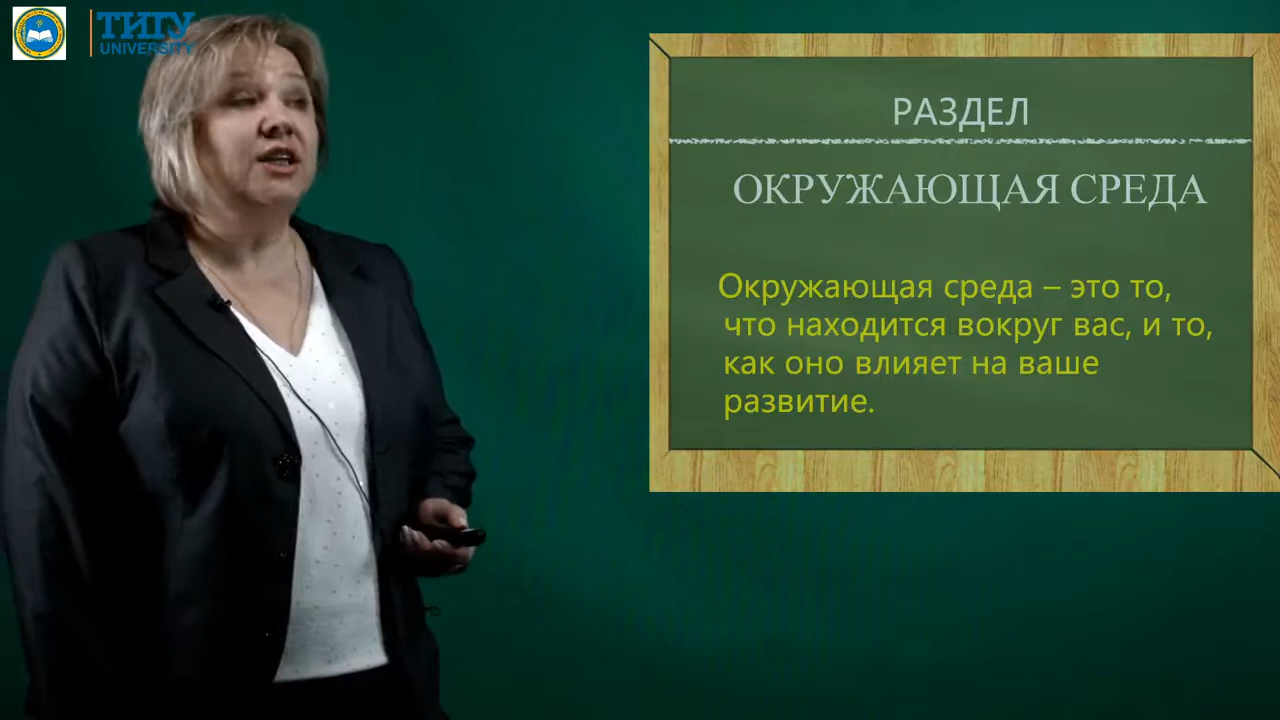 ТИГУ
UNIVERSITY
РАЗДЕЛ
ОКРУЖАЮЩАЯ СРЕДА
Окружающая среда – это то,
что находится вокруг вас, и то,
как оно влияет на ваше
развитие.